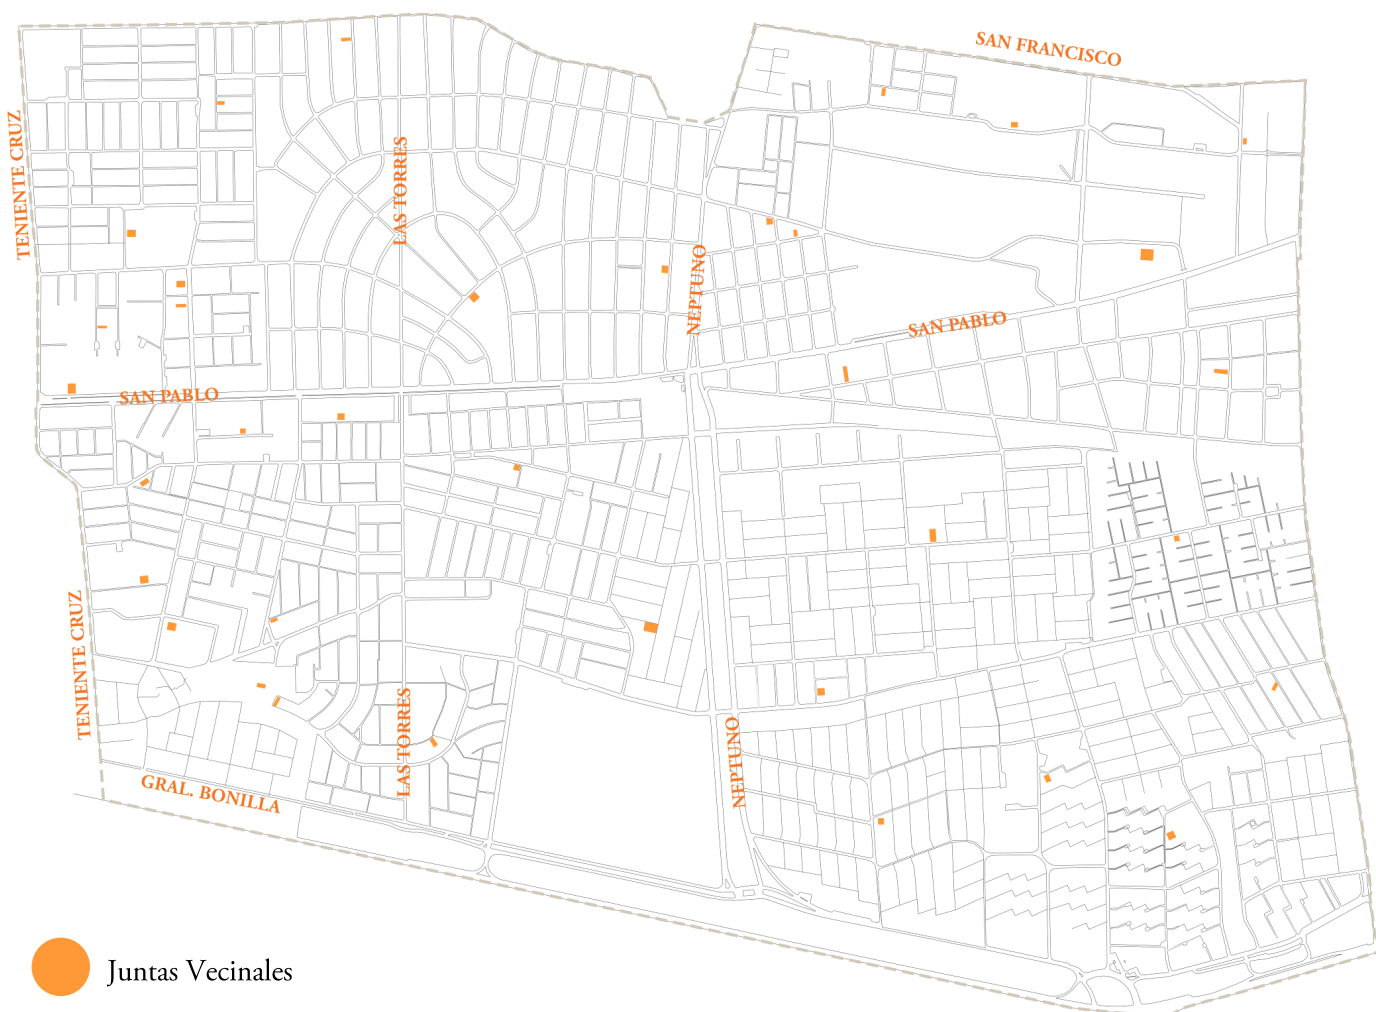 SAN FRANCISCO
TENIENTE CRUZ
LAS TORRES
NEPTUNO
SAN PABLO
SAN PABLO
TENIENTE CRUZ
LAS TORRES
NEPTUNO
GRAL. BONILLA
Juntas Vecinales